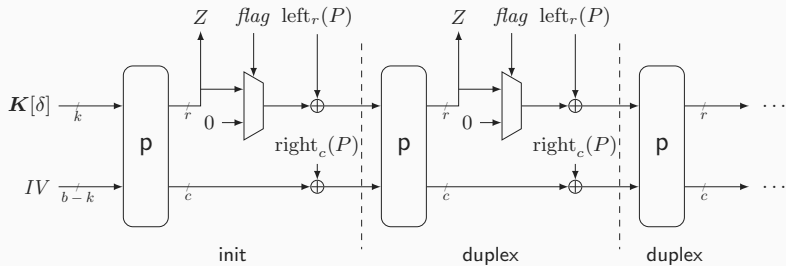 Z flag left_r(P) Z flag left_r(P)
K[δ] k r r r ...
0 0
p p p
right_c(P) right_c(P)
IV b − k c c c ...
init duplex duplex